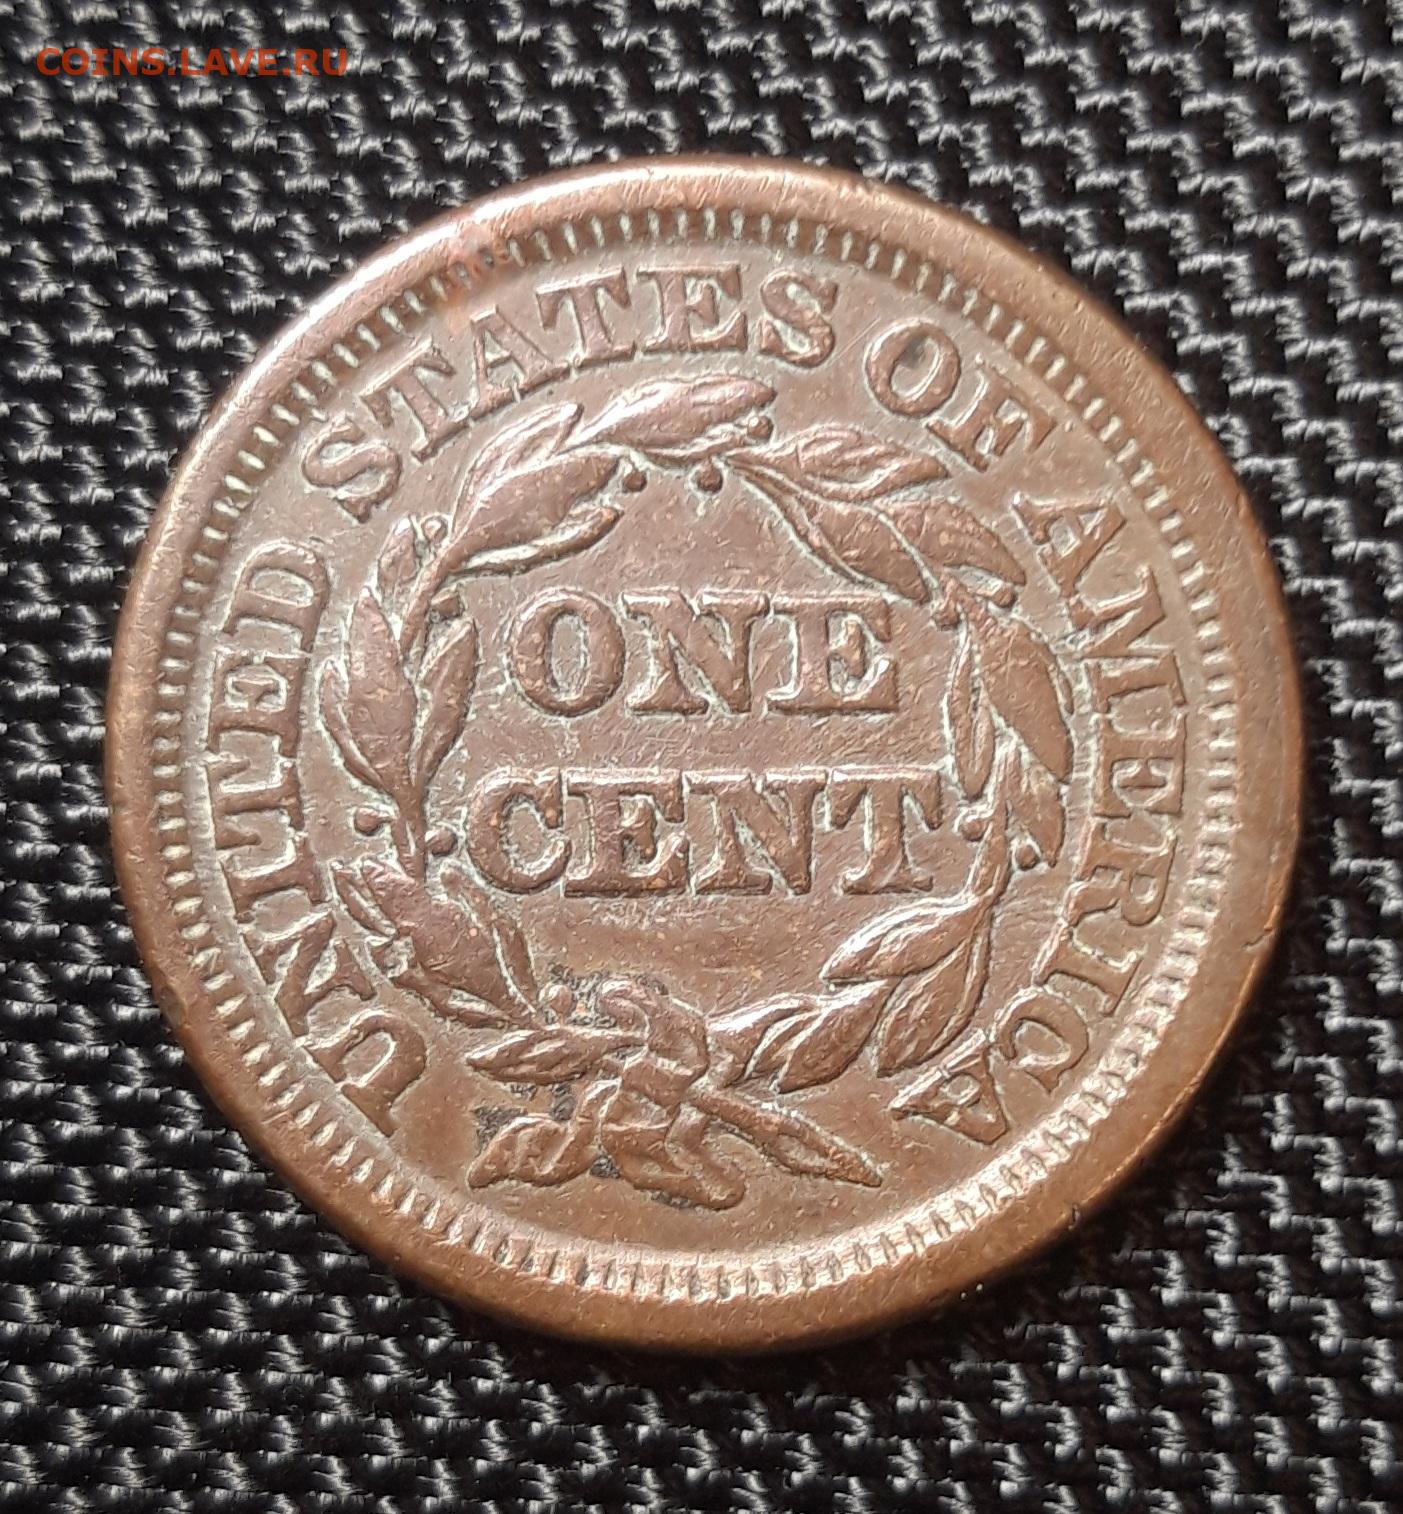 COINS.LAVE.RU
UNITED STATES OF AMERICA
ONE
CENT